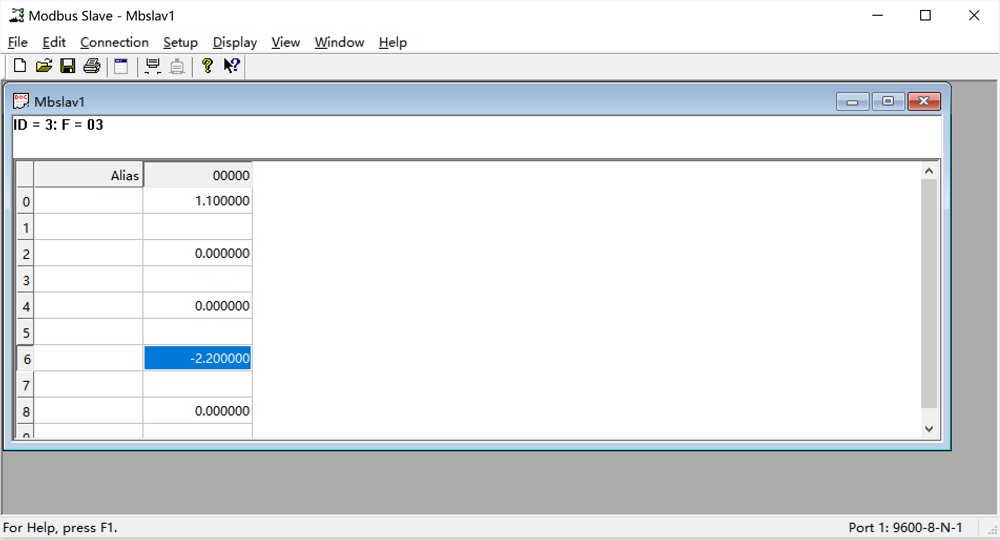 Modbus Slave - Mbslav1
File Edit Connection Setup Display View Window Help
Mbslav1
ID = 3: F = 03
Alias 00000
0 1.100000
1
2 0.000000
3
4 0.000000
5
6 -2.200000
7
8 0.000000
For Help, press F1.
Port 1: 9600-8-N-1